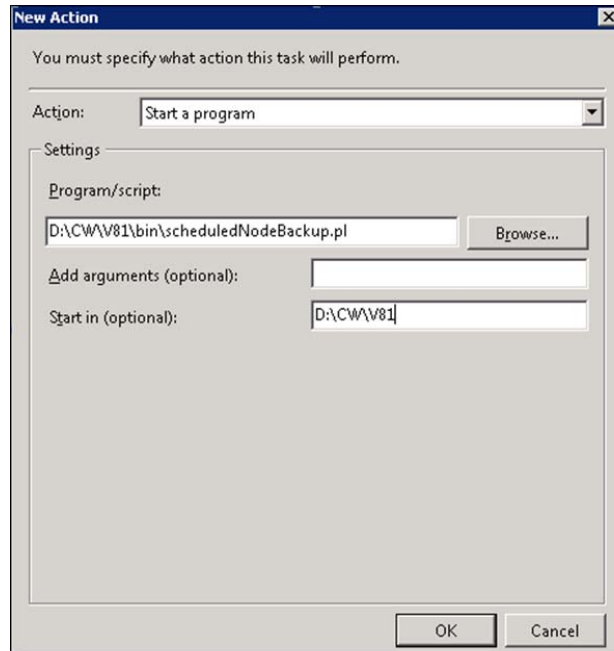 New Action
You must specify what action this task will perform.
Action:
Start a program
Settings
Program/script:
D:\CW\V81\bin\scheduledNodeBackup.pl
Browse...
Add arguments (optional):
Start in (optional):
D:\CW\V81
OK
Cancel